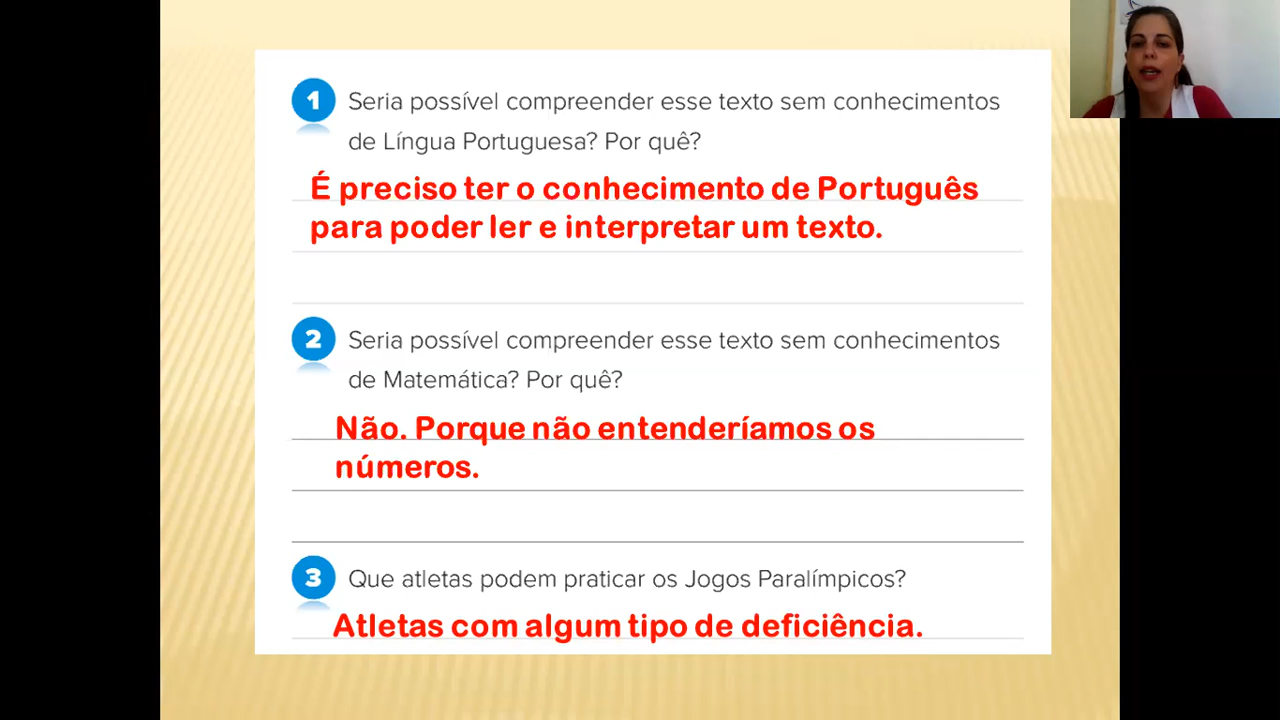 1 Seria possível compreender esse texto sem conhecimentos
de Língua Portuguesa? Por quê?
É preciso ter o conhecimento de Português
para poder ler e interpretar um texto.
2 Seria possível compreender esse texto sem conhecimentos
de Matemática? Por quê?
Não. Porque não entenderíamos os
números.
3 Que atletas podem praticar os Jogos Paralímpicos?
Atletas com algum tipo de deficiência.